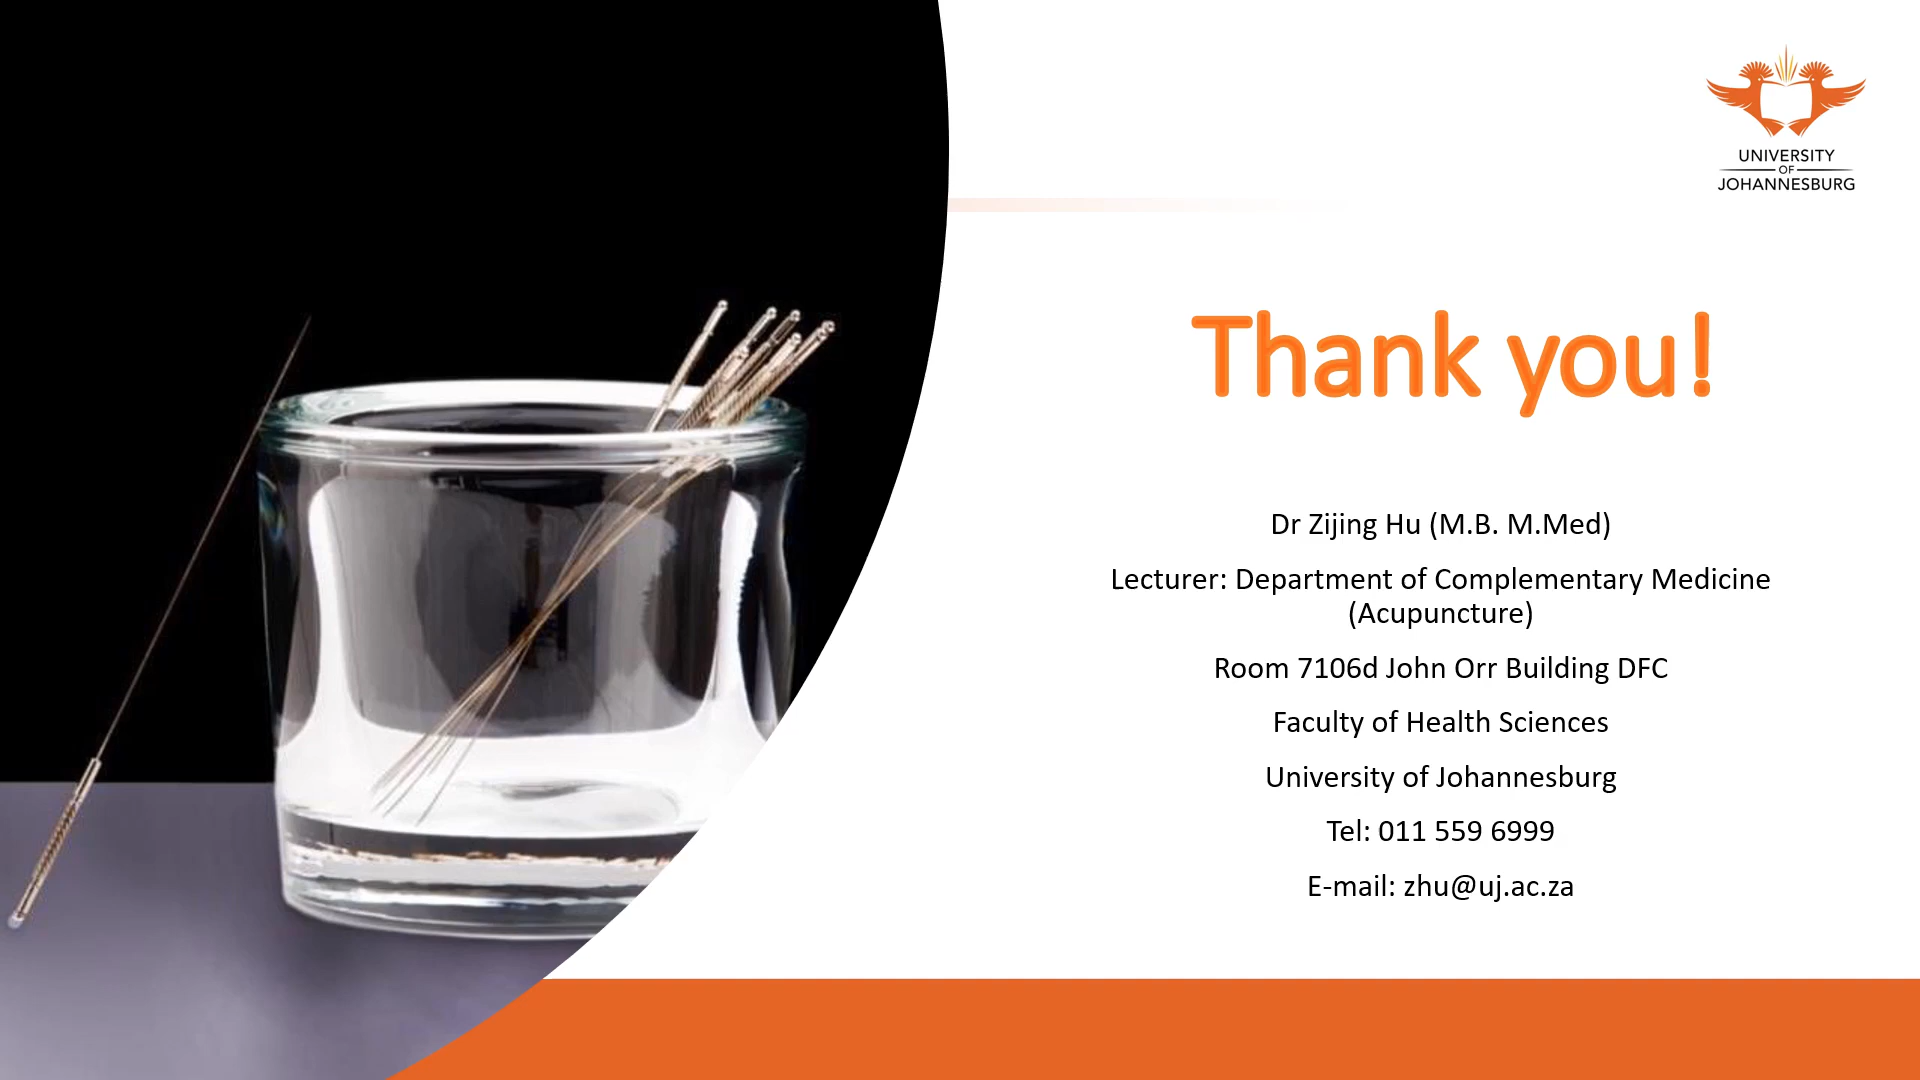 UNIVERSITY
OF
JOHANNESBURG
Thank you!
Dr Zijing Hu (M.B. M.Med)
Lecturer: Department of Complementary Medicine
(Acupuncture)
Room 7106d John Orr Building DFC
Faculty of Health Sciences
University of Johannesburg
Tel: 011 559 6999
E-mail: zhu@uj.ac.za